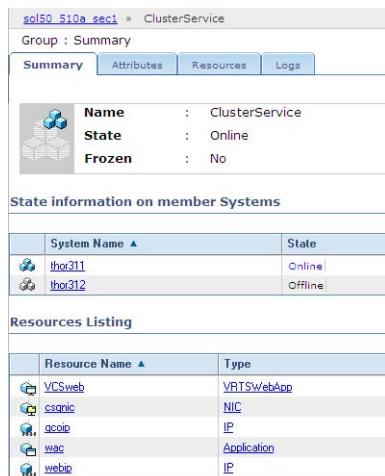 sol50_510a_sec1 » ClusterService
Group : Summary
Summary Attributes Resources Logs
Name : ClusterService
State : Online
Frozen : No
State information on member Systems
System Name ▲ State
thor311 Online
thor312 Offline
Resources Listing
Resource Name ▲ Type
VCSweb VRTSWebApp
csgnic NIC
gcoip IP
wac Application
webip IP